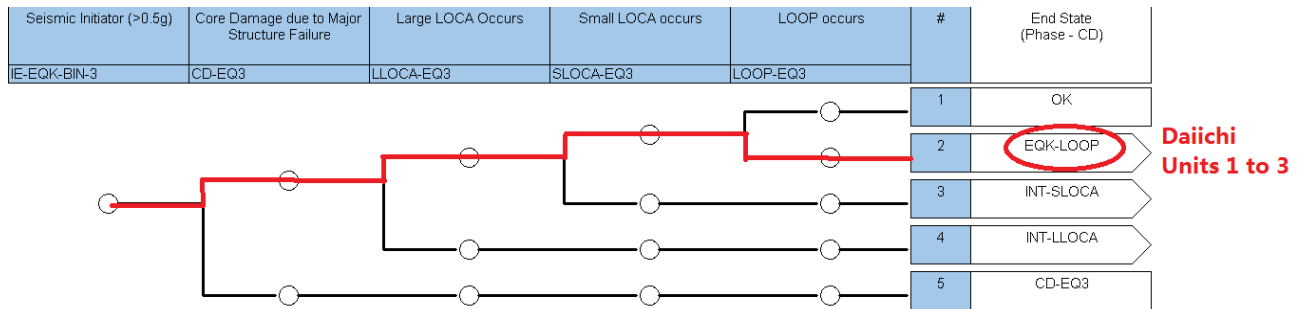 Seismic Initiator (>0.5g)
Core Damage due to Major
Structure Failure
Large LOCA Occurs
Small LOCA occurs
LOOP occurs
#
End State
(Phase - CD)
IE-EQK-BIN-3
CD-EQ3
LLOCA-EQ3
SLOCA-EQ3
LOOP-EQ3
1
OK
2
EQK-LOOP
Daiichi
Units 1 to 3
3
INT-SLOCA
4
INT-LLOCA
5
CD-EQ3